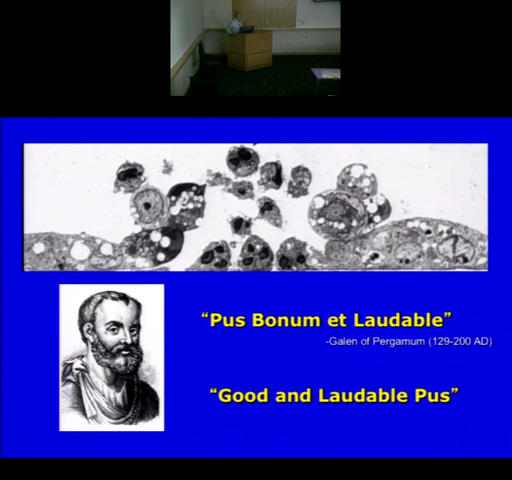 “Pus Bonum et Laudable”
-Galen of Pergamum (129-200 AD)
“Good and Laudable Pus”